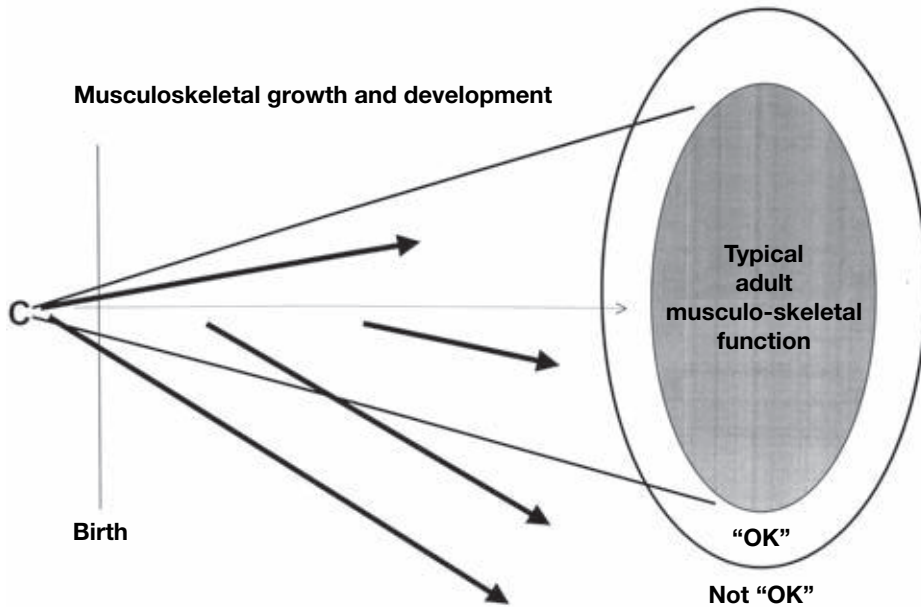 Musculoskeletal growth and development
Typical
adult
musculo-skeletal
function
C
Birth
“OK”
Not “OK”